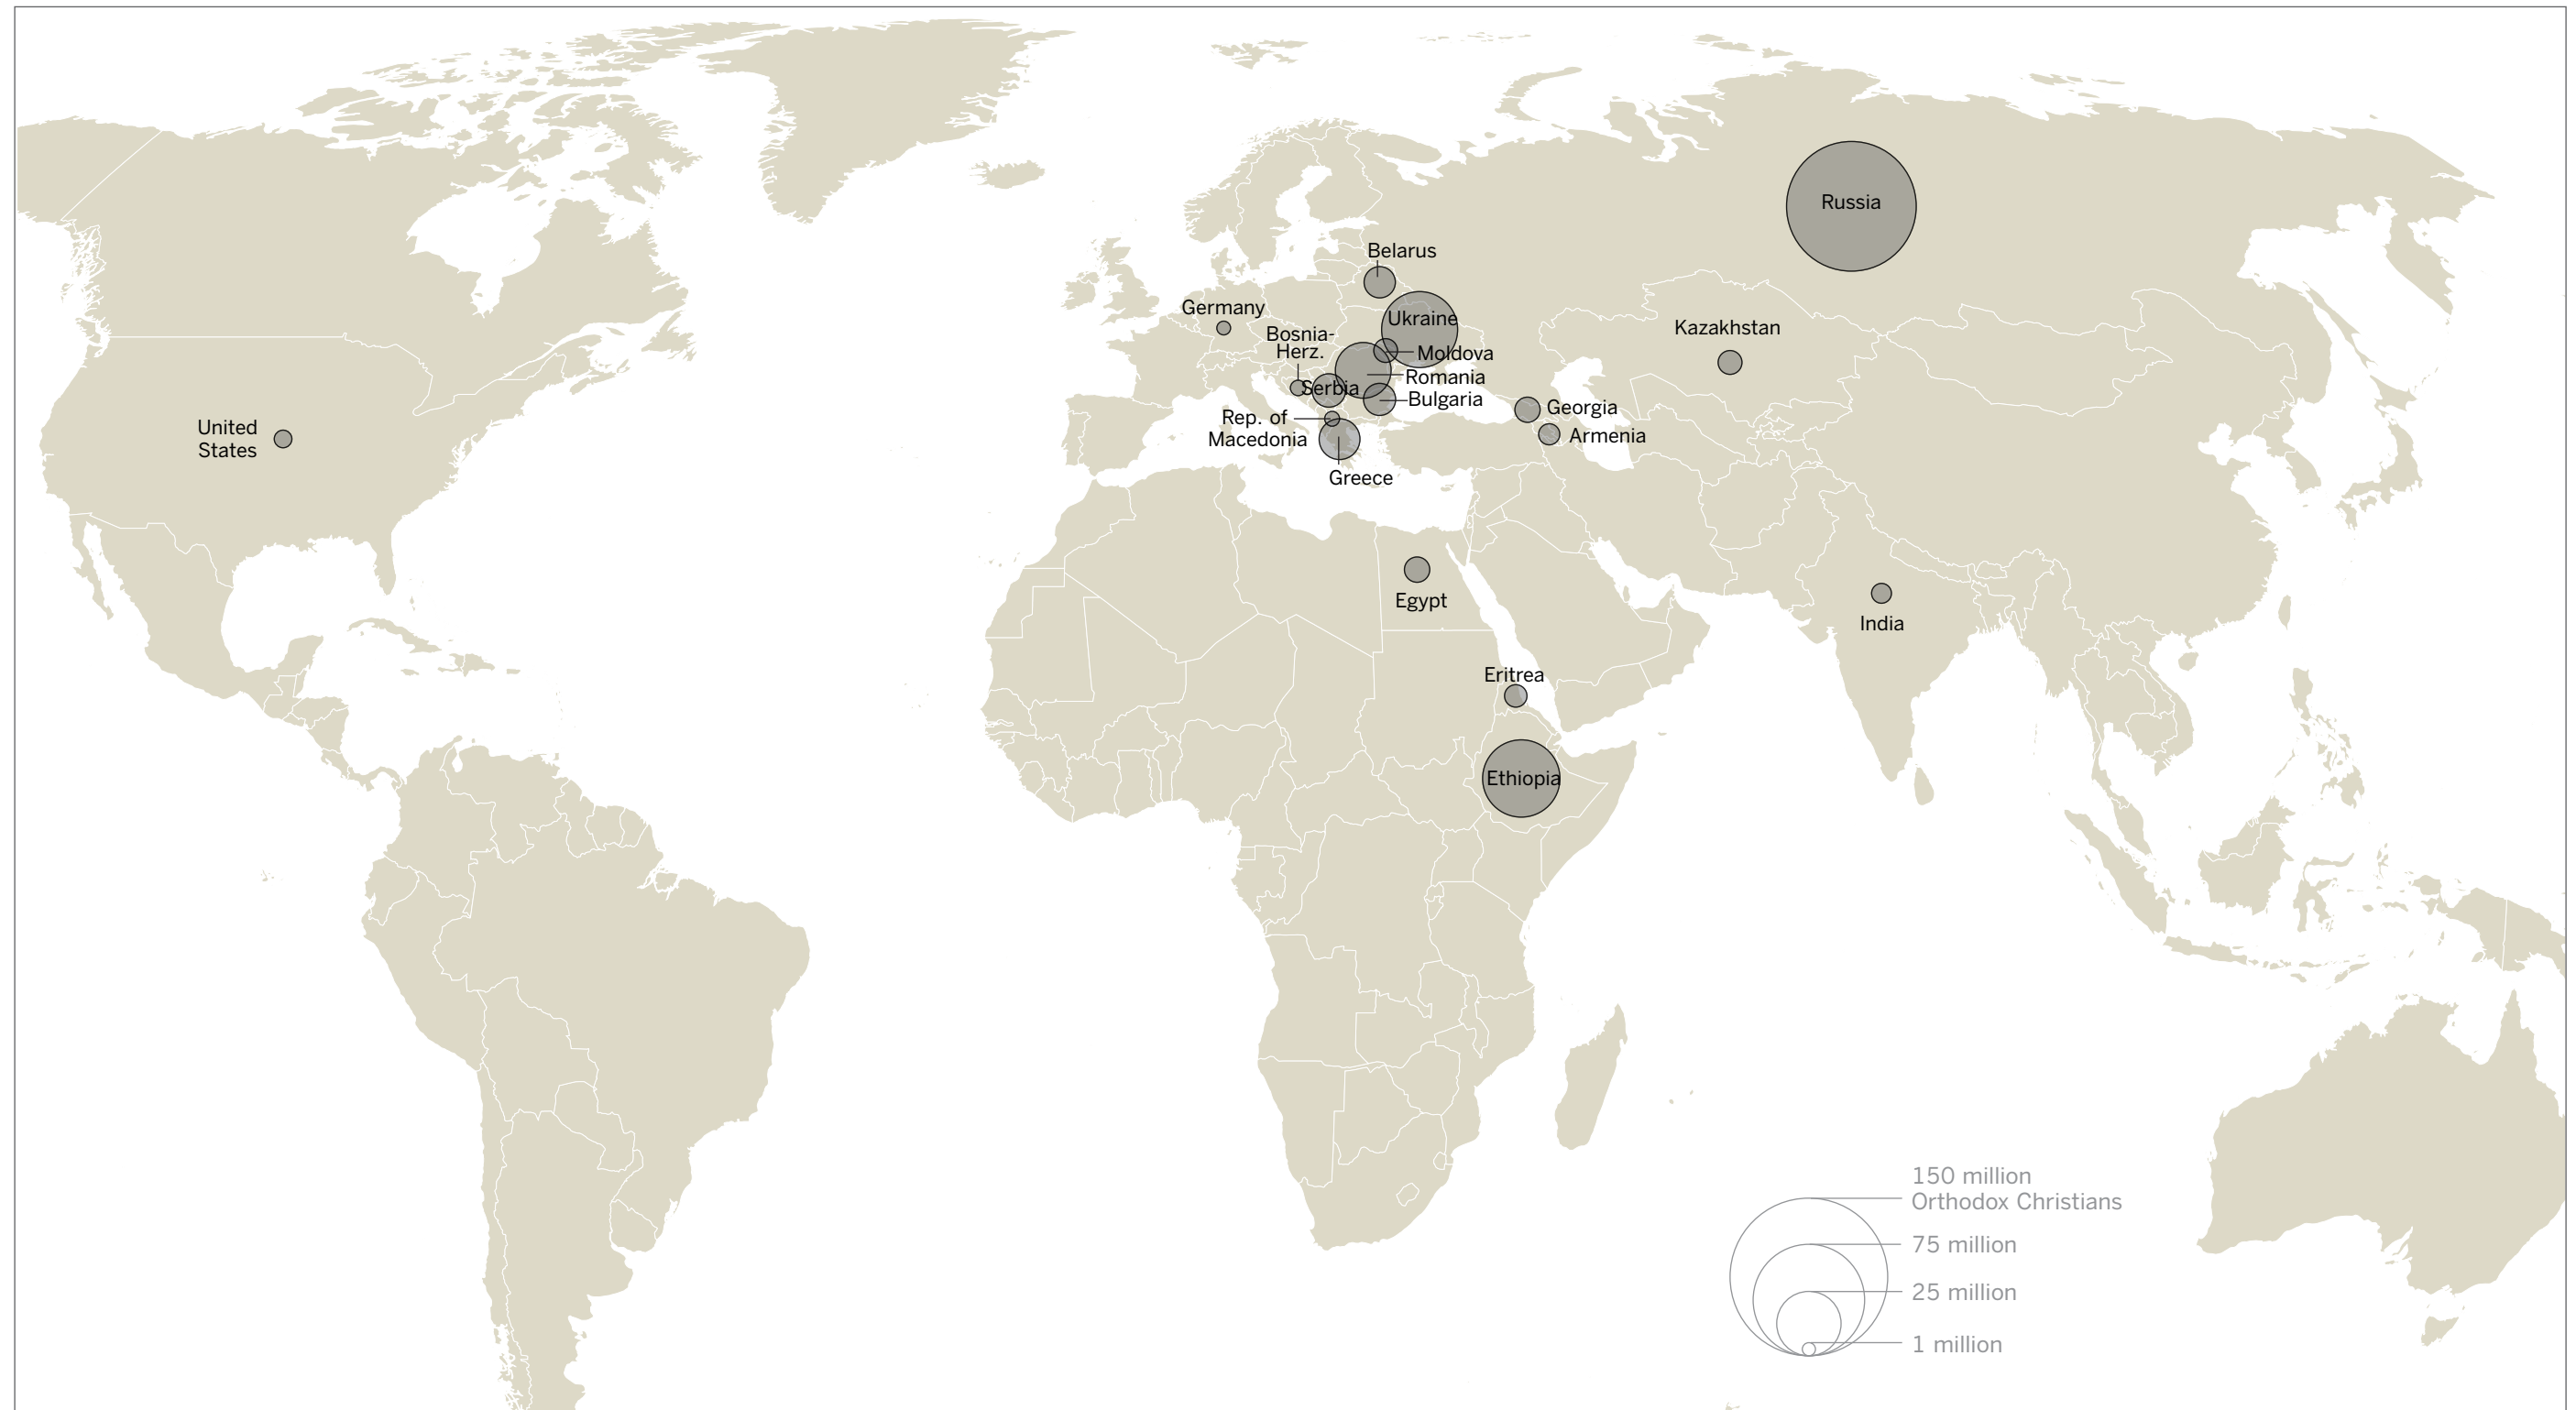 Russia
Belarus
Germany
Ukraine
Kazakhstan
Bosnia-
Herz.
Moldova
Romania
Serbia
Bulgaria
Georgia
Rep. of
Macedonia
Armenia
United
States
Greece
Egypt
India
Eritrea
Ethiopia
150 million
Orthodox Christians
75 million
25 million
1 million